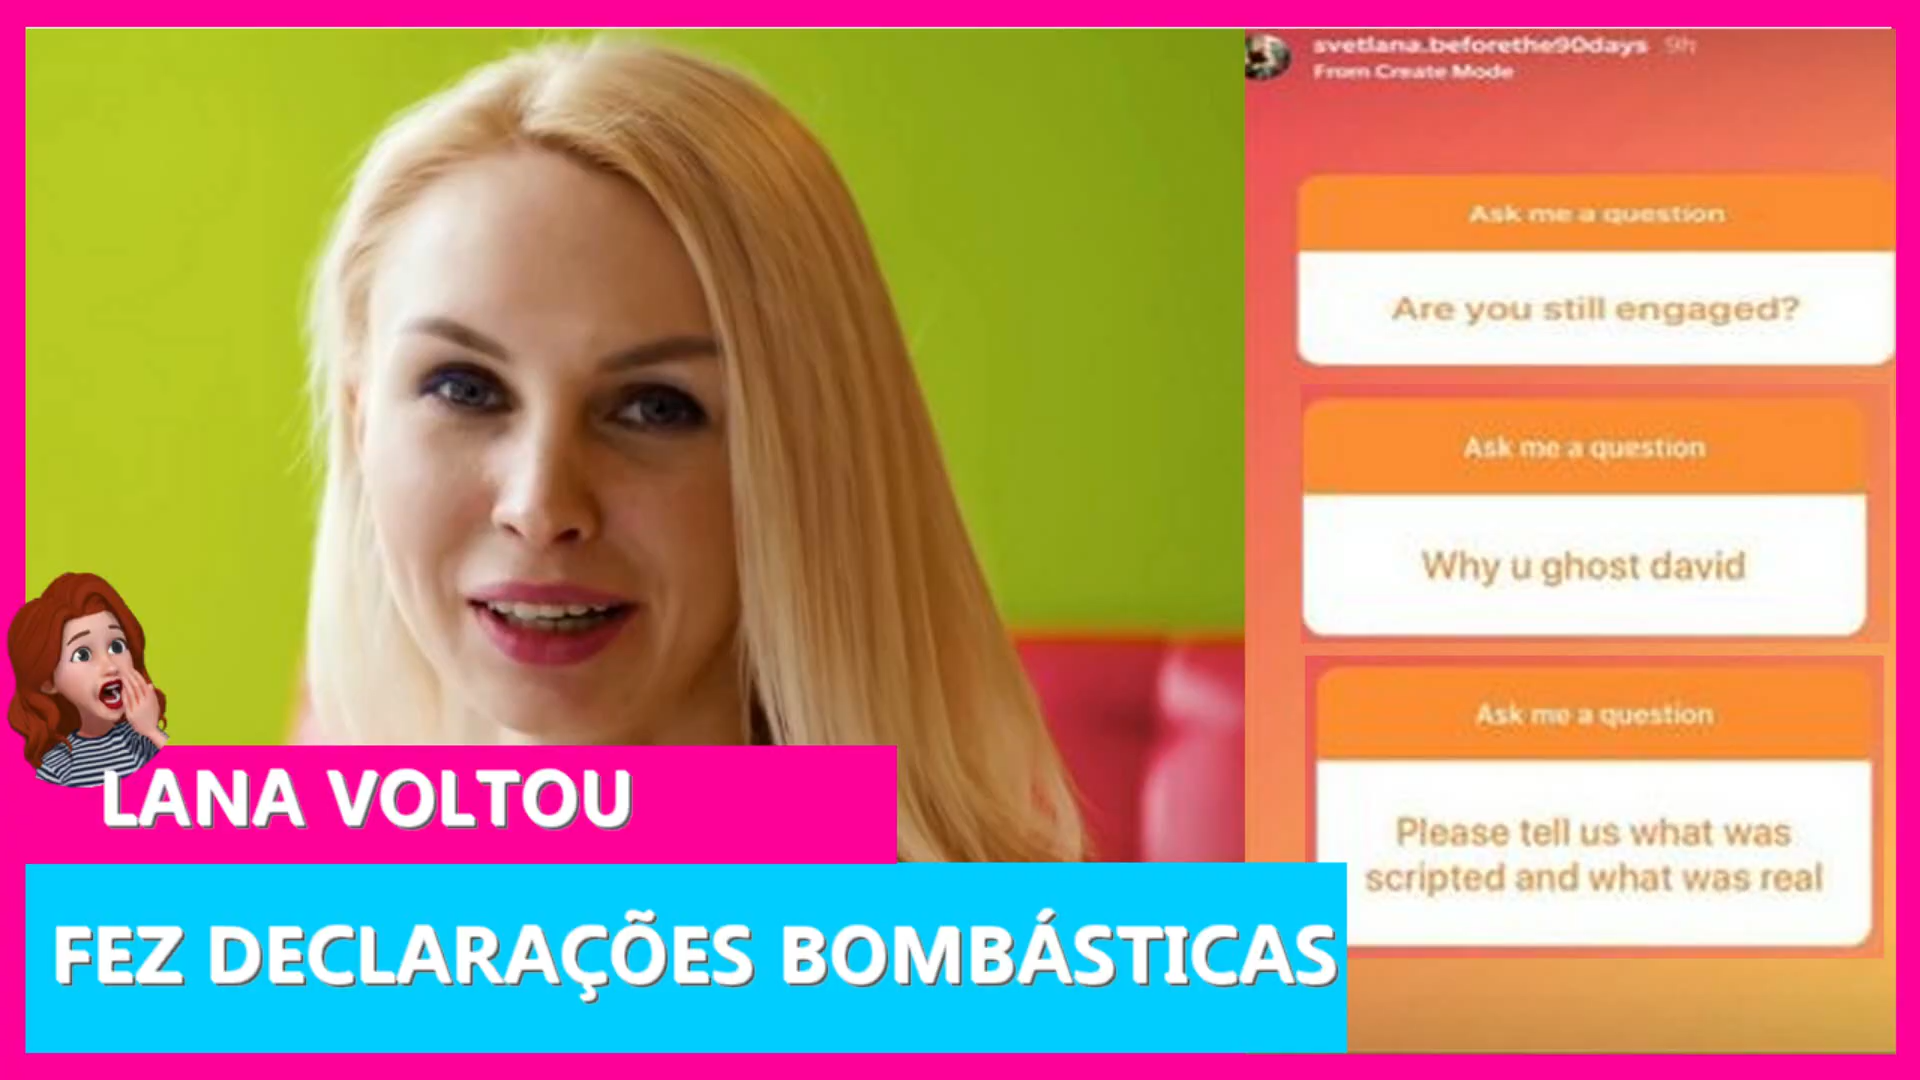 svetlana.beforethe90days 9h
From Create Mode
Ask me a question
Are you still engaged?
Ask me a question
Why u ghost david
Ask me a question
Please tell us what was
scripted and what was real
LANA VOLTOU
FEZ DECLARAÇÕES BOMBÁSTICAS